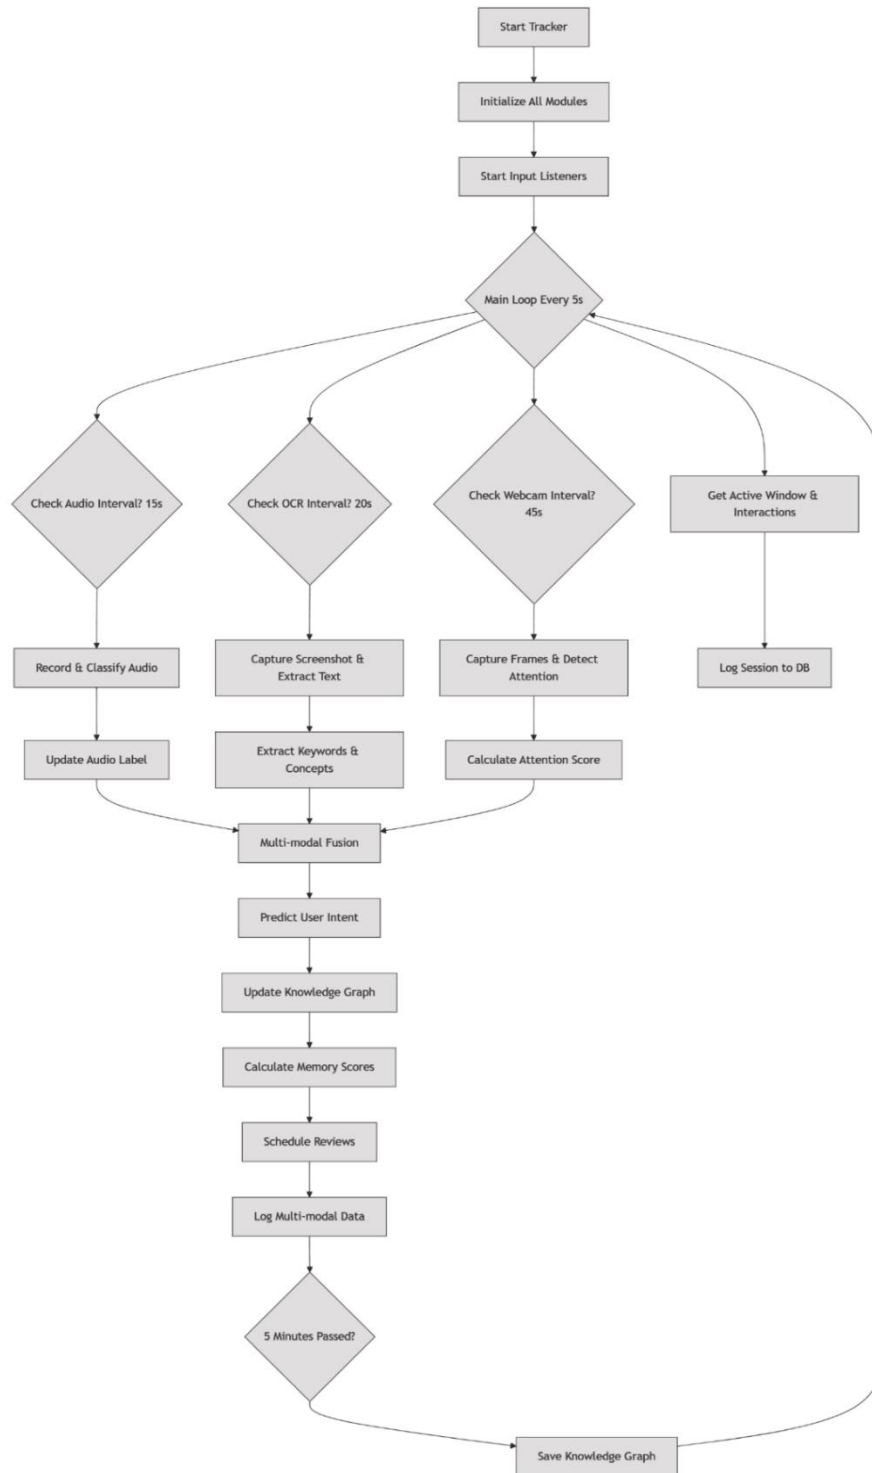 Start Tracker
Initialize All Modules
Start Input Listeners
Main Loop Every 5s
Check Audio Interval? 15s
Check OCR Interval? 20s
Check Webcam Interval?
45s
Get Active Window &
Interactions
Record & Classify Audio
Capture Screenshot &
Extract Text
Capture Frames & Detect
Attention
Log Session to DB
Update Audio Label
Extract Keywords &
Concepts
Calculate Attention Score
Multi-modal Fusion
Predict User Intent
Update Knowledge Graph
Calculate Memory Scores
Schedule Reviews
Log Multi-modal Data
5 Minutes Passed?
Save Knowledge Graph